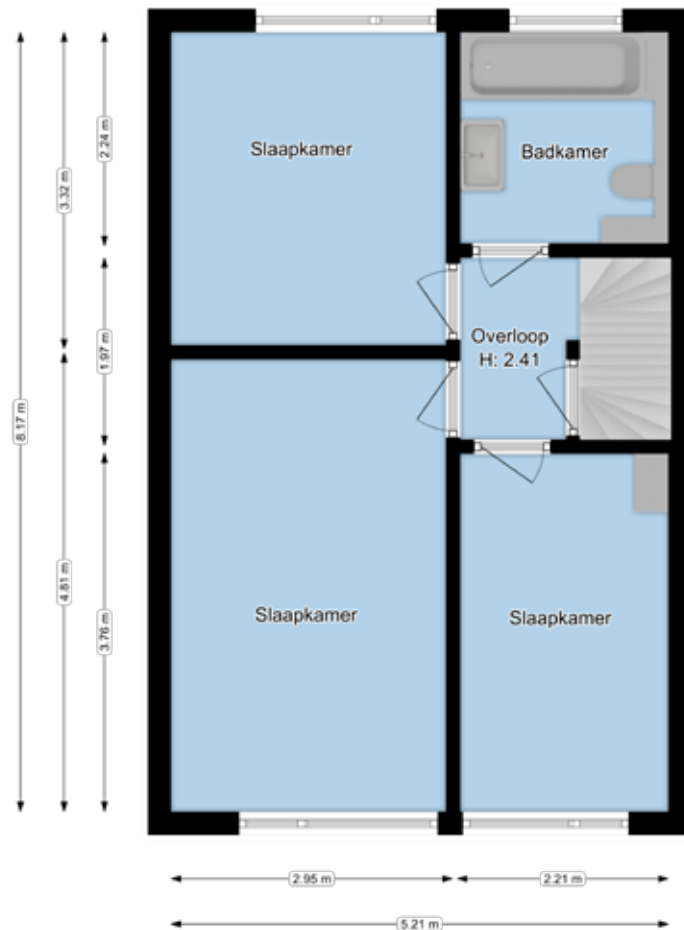 Slaapkamer
Badkamer
Overloop
H: 2.41
Slaapkamer
Slaapkamer
2.24 m
3.32 m
1.97 m
8.17 m
4.81 m
3.76 m
2.95 m
2.21 m
5.21 m